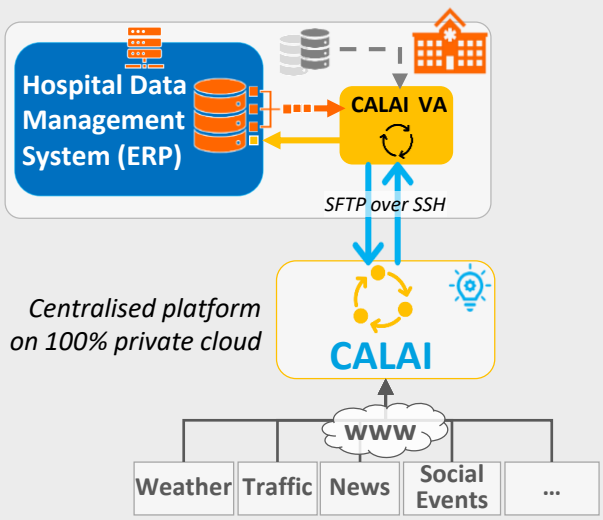 Hospital Data
Management
System (ERP)
CALAI VA
SFTP over SSH
Centralised platform
on 100% private cloud
CALAI
WWW
Weather
Traffic
News
Social
Events
...